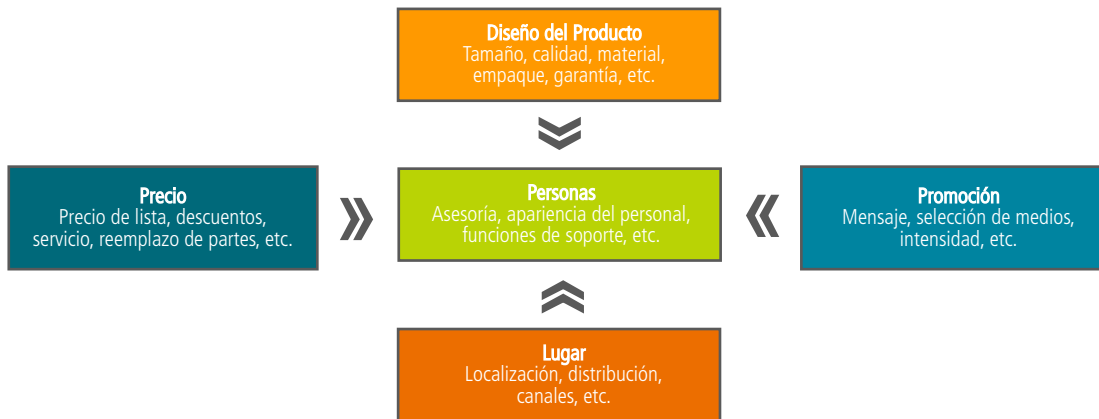 Diseño del Producto
Tamaño, calidad, material,
empaque, garantía, etc.
Precio
Precio de lista, descuentos,
servicio, reemplazo de partes, etc.
Personas
Asesoría, apariencia del personal,
funciones de soporte, etc.
Promoción
Mensaje, selección de medios,
intensidad, etc.
Lugar
Localización, distribución,
canales, etc.